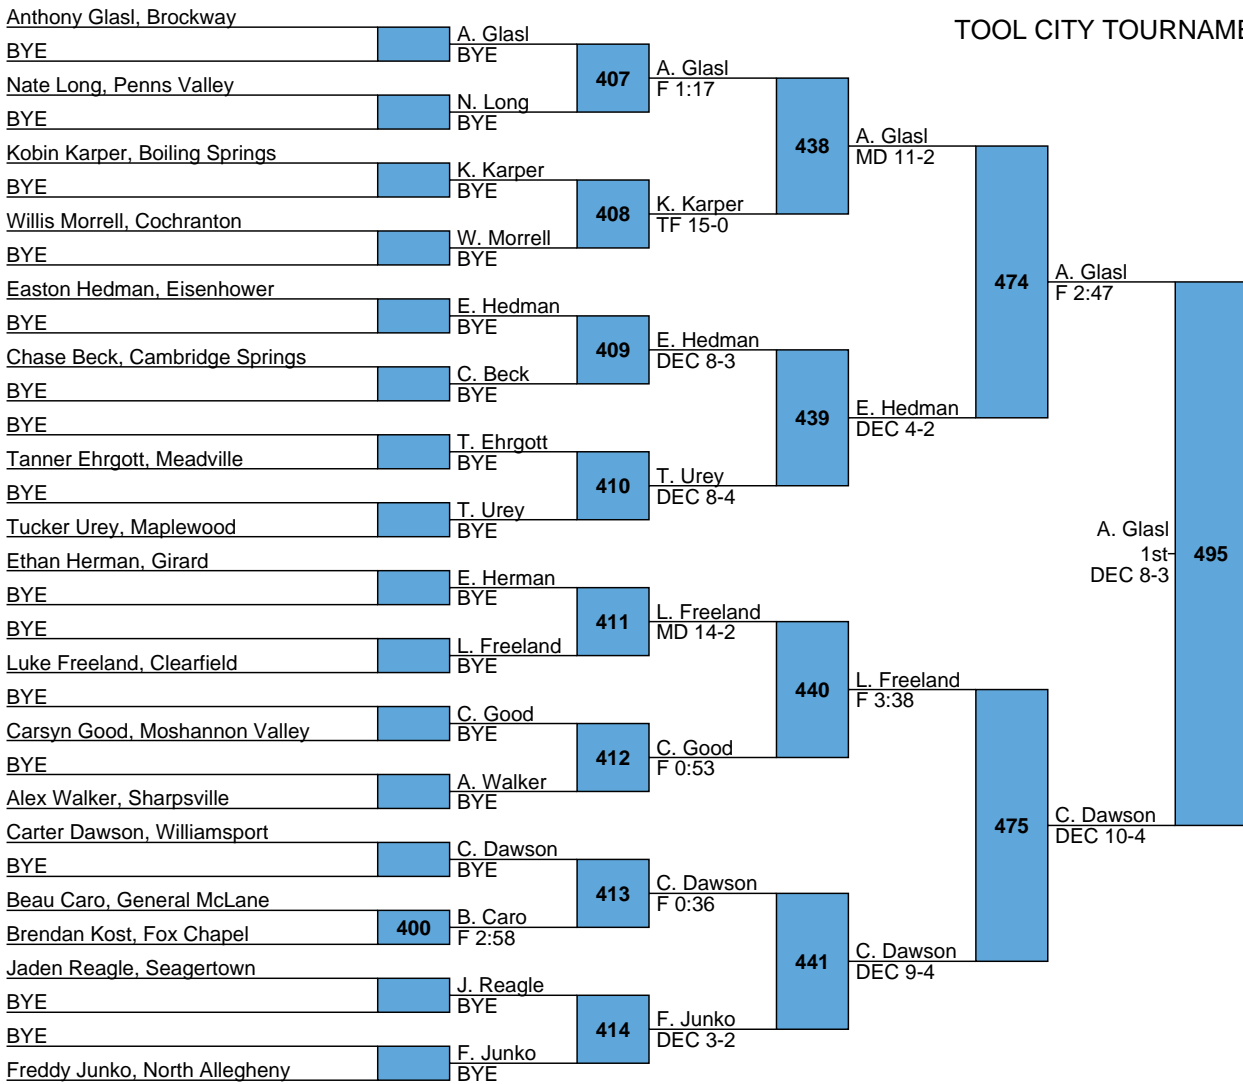 TOOL CITY TOURNAME
Anthony Glasl, Brockway
BYE
Nate Long, Penns Valley
BYE
Kobin Karper, Boiling Springs
BYE
Willis Morrell, Cochranton
BYE
Easton Hedman, Eisenhower
BYE
Chase Beck, Cambridge Springs
BYE
BYE
Tanner Ehrgott, Meadville
BYE
Tucker Urey, Maplewood
Ethan Herman, Girard
BYE
BYE
Luke Freeland, Clearfield
BYE
Carsyn Good, Moshannon Valley
BYE
Alex Walker, Sharpsville
Carter Dawson, Williamsport
BYE
Beau Caro, General McLane
Brendan Kost, Fox Chapel
Jaden Reagle, Seagertown
BYE
BYE
Freddy Junko, North Allegheny
400
A. Glasl
BYE
N. Long
BYE
K. Karper
BYE
W. Morrell
BYE
E. Hedman
BYE
C. Beck
BYE
T. Ehrgott
BYE
T. Urey
BYE
E. Herman
BYE
L. Freeland
BYE
C. Good
BYE
A. Walker
BYE
C. Dawson
BYE
B. Caro
F 2:58
J. Reagle
BYE
F. Junko
BYE
407
408
409
410
411
412
413
414
A. Glasl
F 1:17
K. Karper
TF 15-0
E. Hedman
DEC 8-3
T. Urey
DEC 8-4
L. Freeland
MD 14-2
C. Good
F 0:53
C. Dawson
F 0:36
F. Junko
DEC 3-2
438
439
440
441
A. Glasl
MD 11-2
E. Hedman
DEC 4-2
L. Freeland
F 3:38
C. Dawson
DEC 9-4
474
475
A. Glasl
F 2:47
C. Dawson
DEC 10-4
A. Glasl
1st
DEC 8-3
495